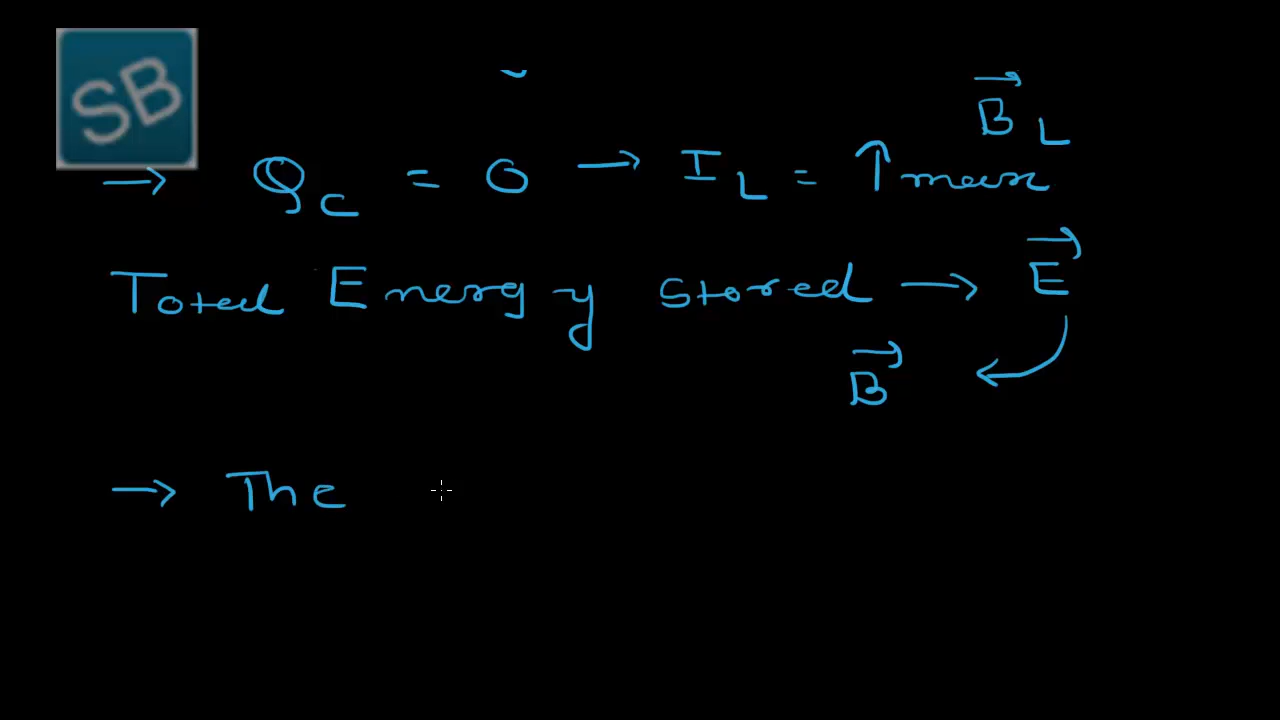 SB
B⃗ L
→ Q_C = 0 → I_L = ↑ max
Total Energy stored → E⃗
B⃗
→ The